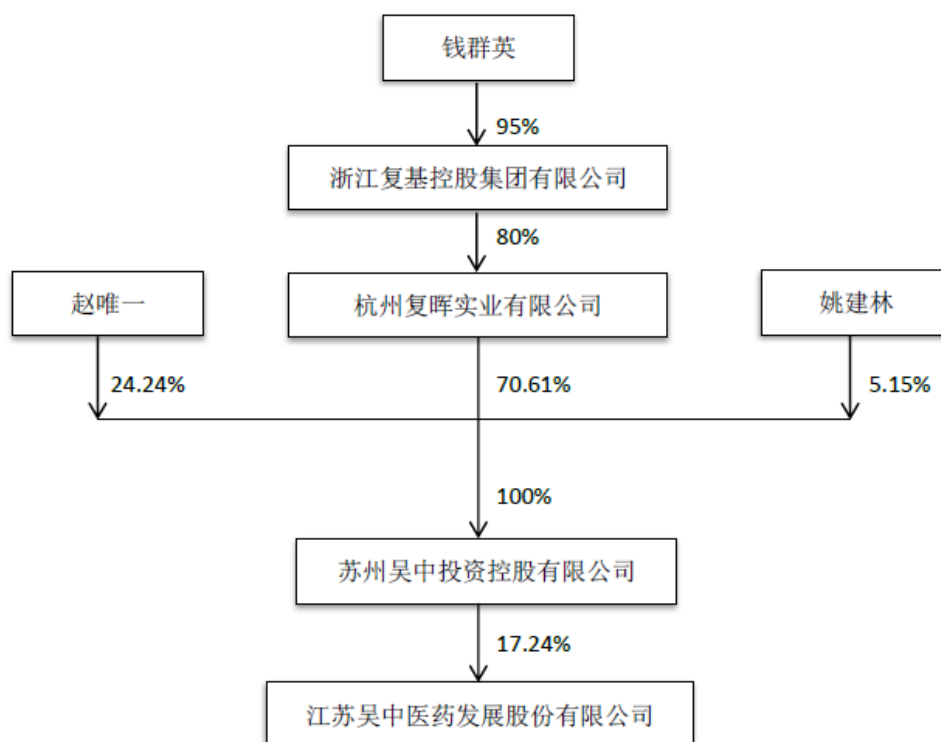 钱群英
95%
浙江复基控股集团有限公司
80%
赵唯一
杭州复晖实业有限公司
姚建林
24.24%
70.61%
5.15%
100%
苏州吴中投资控股有限公司
17.24%
江苏吴中医药发展股份有限公司